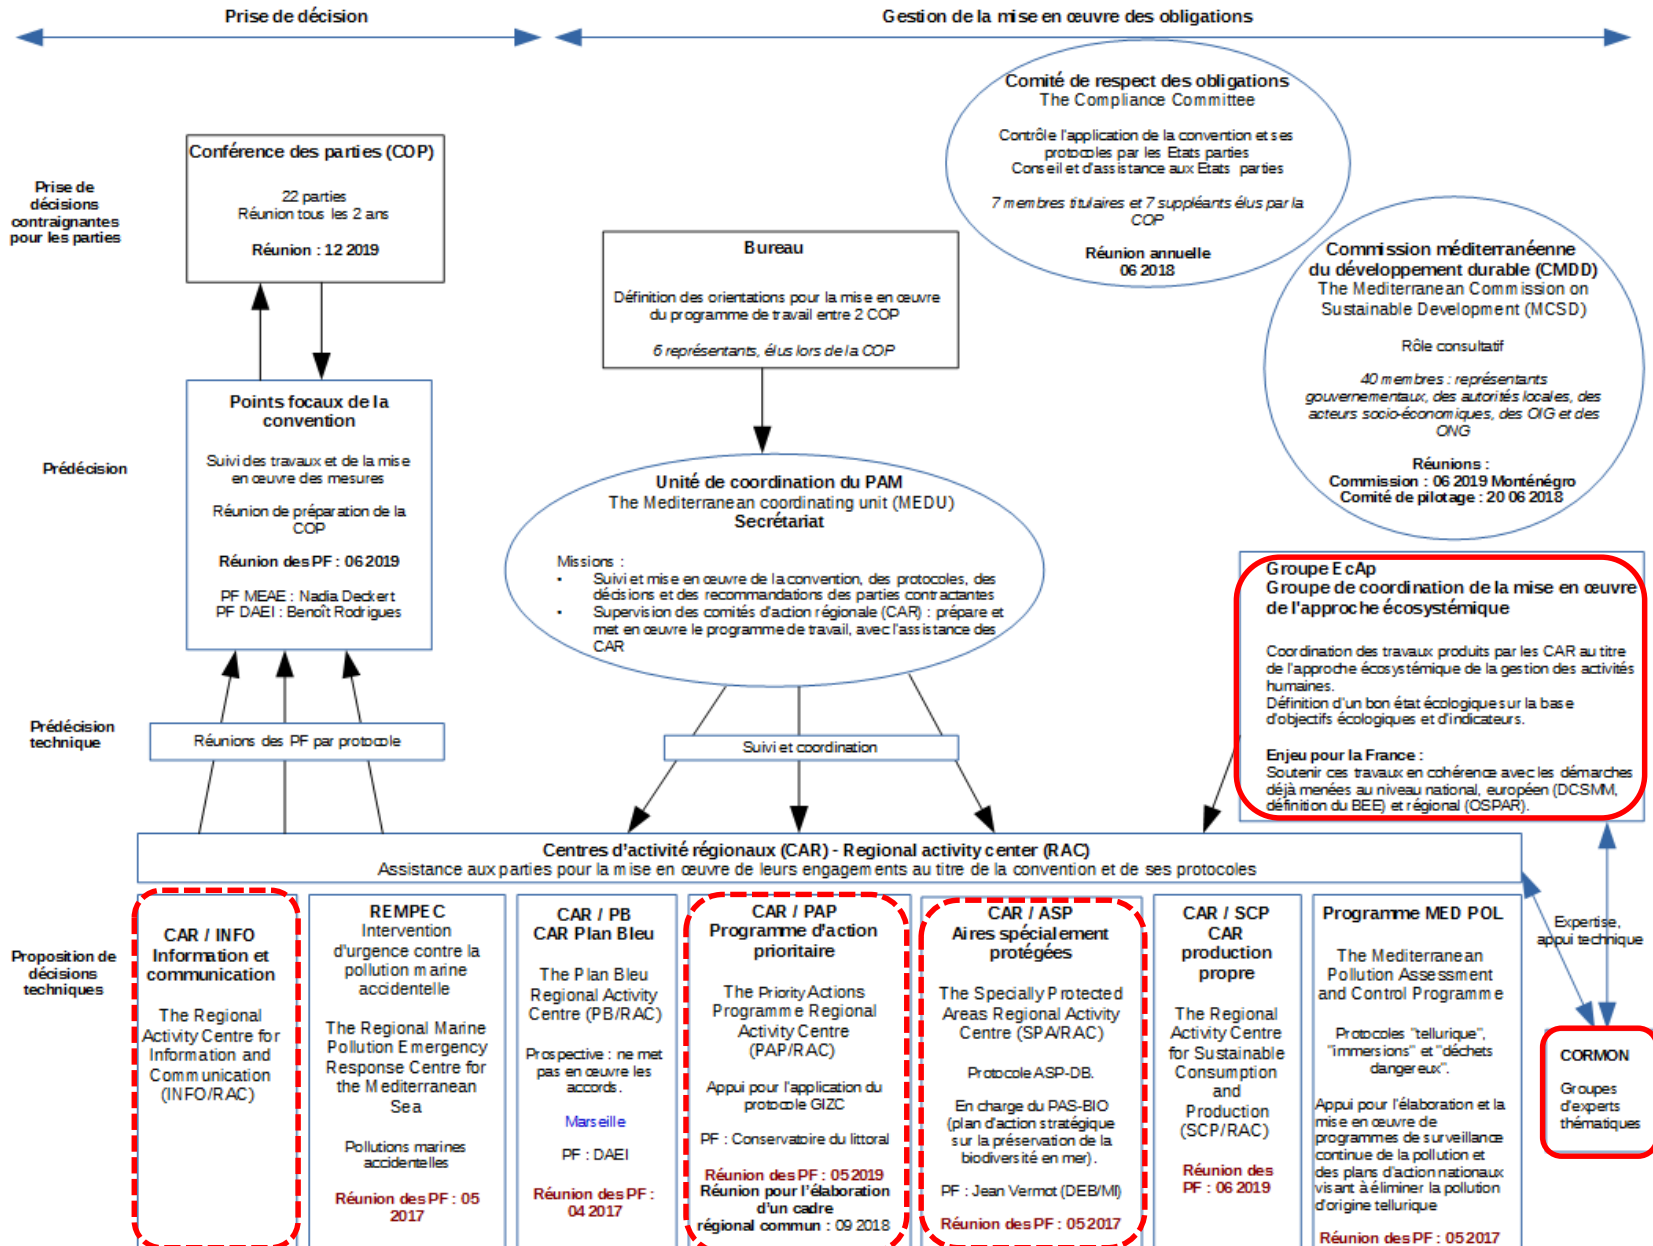 Prise de décision
Gestion de la mise en œuvre des obligations
Comité de respect des obligations
The Compliance Committee
Contrôle l'application de la convention et ses
protocoles par les Etats parties
Conseil et d'assistance aux Etats parties
7 membres titulaires et 7 suppléants élus par la
COP
Réunion annuelle
06 2018
Prise de
décisions
contraignantes
pour les parties
Conférence des parties (COP)
22 parties
Réunion tous les 2 ans
Réunion : 12 2019
Bureau
Définition des orientations pour la mise en œuvre
du programme de travail entre 2 COP
6 représentants, élus lors de la COP
Commission méditerranéenne
du développement durable (CMDD)
The Mediterranean Commission on
Sustainable Development (MCSD)
Rôle consultatif
40 membres : représentants
gouvernementaux, des autorités locales, des
acteurs socio-économiques, des OIG et des
ONG
Réunions :
Commission : 06 2019 Monténégro
Comité de pilotage : 20 06 2018
Prédécision
Points focaux de la
convention
Suivi des travaux et de la mise
en œuvre des mesures
Réunion de préparation de la
COP
Réunion des PF : 06 2019
PF MEAE : Nadia Deckert
PF DAEI : Benoît Rodrigues
Unité de coordination du PAM
The Mediterranean coordinating unit (MEDU)
Secrétariat
Missions :
• Suivi et mise en œuvre de la convention, des protocoles, des
décisions et des recommandations des parties contractantes
• Supervision des comités d'action régionale (CAR) : prépare et
met en œuvre le programme de travail, avec l'assistance des
CAR
Groupe EcAp
Groupe de coordination de la mise en œuvre
de l'approche écosystémique
Coordination des travaux produits par les CAR au titre
de l'approche écosystémique de la gestion des activités
humaines.
Définition d'un bon état écologique sur la base
d'objectifs écologiques et d'indicateurs.
Enjeu pour la France :
Soutenir ces travaux en cohérence avec les démarches
déjà menées au niveau national, européen (DCSMM,
définition du BEE) et régional (OSPAR).
Prédécision
technique
Réunions des PF par protocole
Suivi et coordination
Centres d'activité régionaux (CAR) - Regional activity center (RAC)
Assistance aux parties pour la mise en œuvre de leurs engagements au titre de la convention et de ses protocoles
Proposition de
décisions
techniques
CAR / INFO
Information et
communication
The Regional
Activity Centre for
Information and
Communication
(INFO/RAC)
REMPEC
Intervention
d'urgence contre la
pollution marine
accidentelle
The Regional Marine
Pollution Emergency
Response Centre for
the Mediterranean
Sea
Pollutions marines
accidentelles
Réunion des PF : 05
2017
CAR / PB
CAR Plan Bleu
The Plan Bleu
Regional Activity
Centre (PB/RAC)
Prospective : ne met
pas en œuvre les
accords.
Marseille
PF : DAEI
Réunion des PF :
04 2017
CAR / PAP
Programme d'action
prioritaire
The Priority Actions
Programme Regional
Activity Centre
(PAP/RAC)
Appui pour l'application du
protocole GIZC
PF : Conservatoire du littoral
Réunion des PF : 05 2019
Réunion pour l'élaboration
d'un cadre
régional commun : 09 2018
CAR / ASP
Aires spécialement
protégées
The Specially Protected
Areas Regional Activity
Centre (SPA/RAC)
Protocole ASP-DB.
En charge du PAS-BIO
(plan d'action stratégique
sur la préservation de la
biodiversité en mer).
PF : Jean Vermot (DEB/MI)
Réunion des PF : 05 2017
CAR / SCP
CAR
production
propre
The Regional
Activity Centre
for Sustainable
Consumption
and
Production
(SCP/RAC)
Réunion des
PF : 06 2019
Programme MED POL
The Mediterranean
Pollution Assessment
and Control Programme
Protocoles "tellurique",
"immersions" et "déchets
dangereux".
Appui pour l'élaboration et la
mise en œuvre de
programmes de surveillance
continue de la pollution et
des plans d'action nationaux
visant à éliminer la pollution
d'origine tellurique
Réunion des PF : 05 2017
Expertise,
appui technique
CORMON
Groupes
d'experts
thématiques